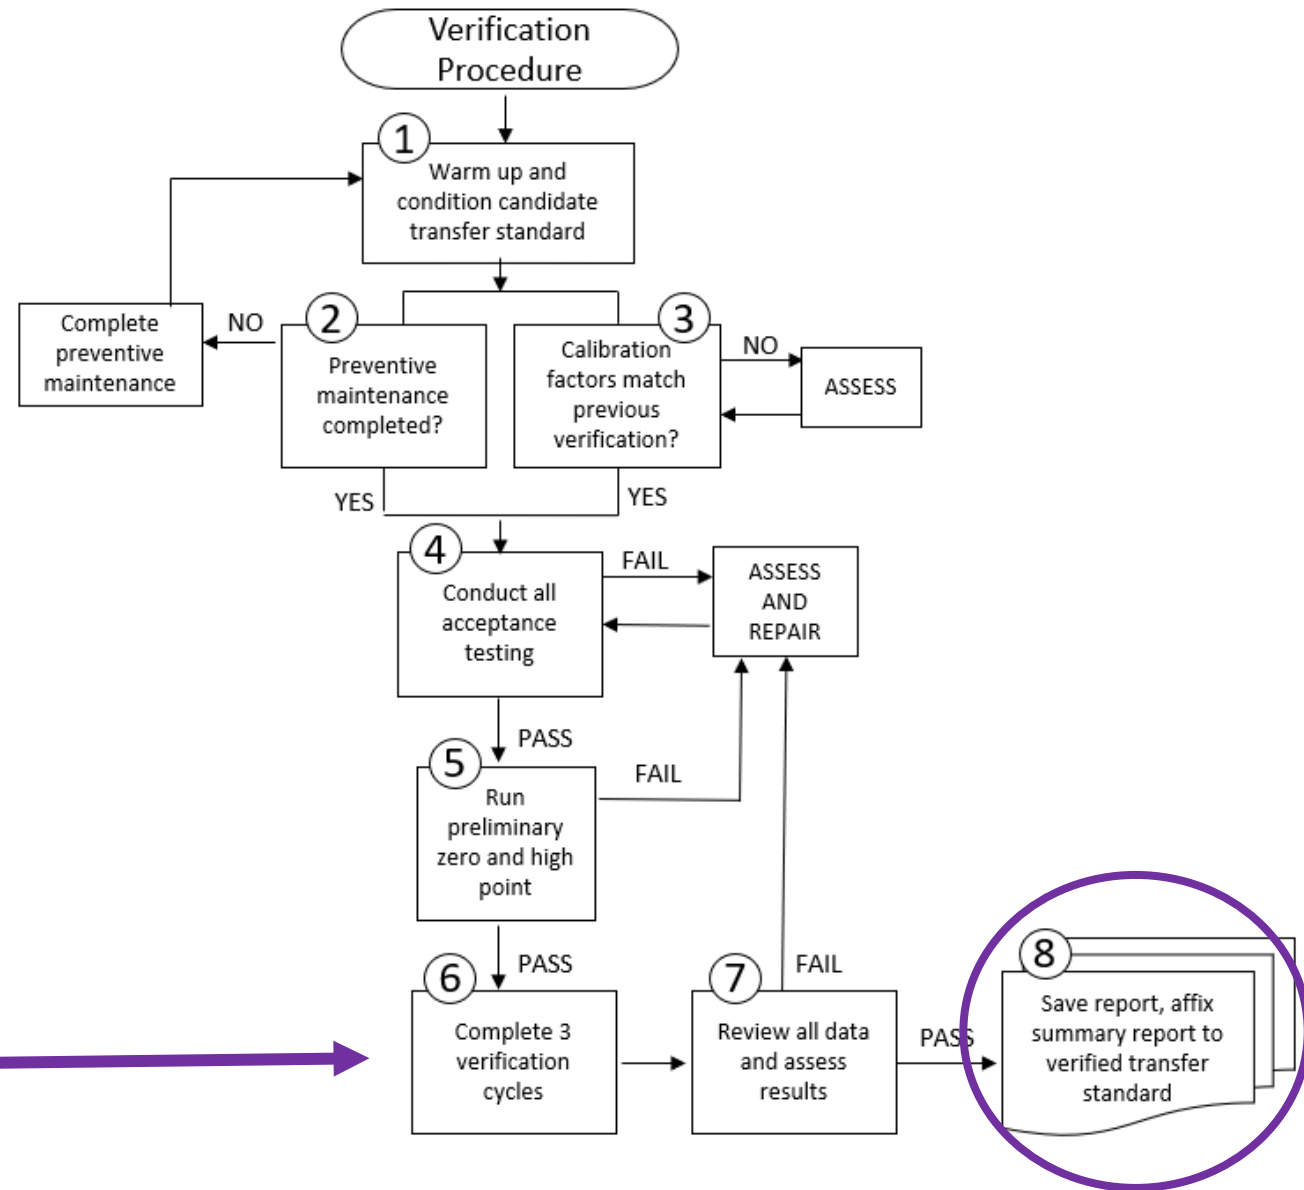 Verification
Procedure
1
Warm up and
condition candidate
transfer standard
Complete
preventive
maintenance
NO
2
Preventive
maintenance
completed?
3
Calibration
factors match
previous
verification?
NO
ASSESS
YES
YES
4
Conduct all
acceptance
testing
FAIL
ASSESS
AND
REPAIR
PASS
5
Run
preliminary
zero and high
point
FAIL
PASS
6
Complete 3
verification
cycles
7
Review all data
and assess
results
FAIL
PASS
8
Save report, affix
summary report to
verified transfer
standard